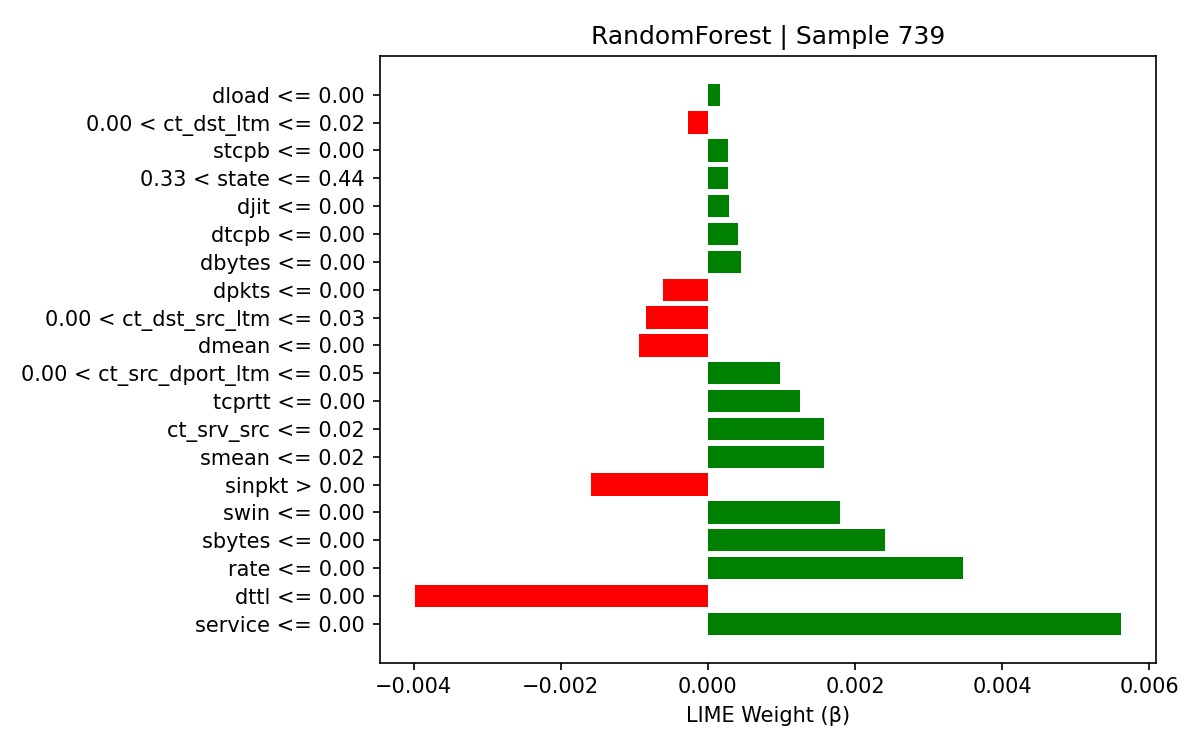 RandomForest | Sample 739
dload <= 0.00
0.00 < ct_dst_ltm <= 0.02
stcpb <= 0.00
0.33 < state <= 0.44
djit <= 0.00
dtcpb <= 0.00
dbytes <= 0.00
dpkts <= 0.00
0.00 < ct_dst_src_ltm <= 0.03
dmean <= 0.00
0.00 < ct_src_dport_ltm <= 0.05
tcprtt <= 0.00
ct_srv_src <= 0.02
smean <= 0.02
sinpkt > 0.00
swin <= 0.00
sbytes <= 0.00
rate <= 0.00
dttl <= 0.00
service <= 0.00
−0.004 −0.002 0.000 0.002 0.004 0.006
LIME Weight (β)